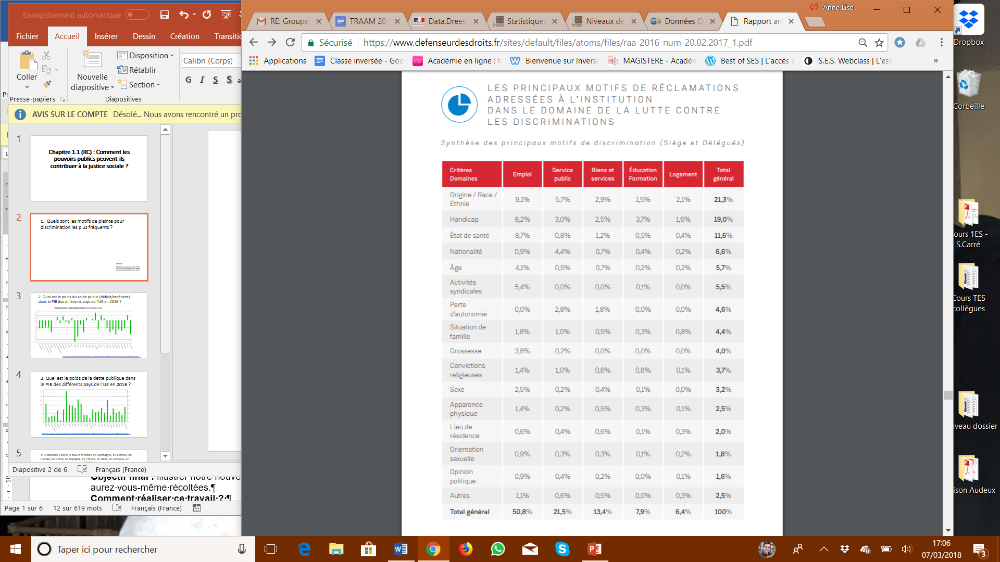 Enregistrement automatique
Fichier Accueil Insérer Dessin Création
Coller
Nouvelle diapositive
Disposition
Rétablir
Section
Calibri (Corps)
G I S S
Presse-papiers Diapositives
AVIS SUR LE COMPTE Désolé... Nous avons rencontré un pro
1
Chapitre 1.1 (RC) : Comment les
pouvoirs publics peuvent-ils
contribuer à la justice sociale ?
2
1. Quels sont les motifs de plainte pour
discrimination les plus fréquents ?
3
2. Quel est le poids du solde public (déficit/excédent)
dans le PIB des différents pays de l'UE en 2016 ?
4
3. Quel est le poids de la dette publique dans
le PIB des différents pays de l'UE en 2016 ?
5
4. A combien s'élève le taux d'inflation en Allemagne, en Estonie, en
Irlande, en Grèce, en Espagne, en France, en Italie, en Lettonie, en
Diapositive 2 de 6 Français (France)
aurez·vous-même·récoltées.¶
Comment·réaliser·ce·travail·?·¶
Page 1 sur 6 12 sur 619 mots Français (France)
Anne Lise
RE: Groupe TRAAM 201 Data.Drees Statistiques Niveaux de Données O Rapport an
Sécurisé https://www.defenseurdesdroits.fr/sites/default/files/atoms/files/raa-2016-num-20.02.2017_1.pdf
Applications Classe inversée - Goo Académie en ligne : t Bienvenue sur Inverse MAGISTERE - Académ Best of SES | L'accès a S.E.S. Webclass | L'ess »
LES PRINCIPAUX MOTIFS DE RÉCLAMATIONS
ADRESSÉES À L'INSTITUTION
DANS LE DOMAINE DE LA LUTTE CONTRE
LES DISCRIMINATIONS
Synthèse des principaux motifs de discrimination (Siège et Délégués)
Critères Domaines Emploi Service public Biens et services Éducation Formation Logement Total général
Origine / Race / Éthnie 9,1% 5,7% 2,9% 1,5% 2,1% 21,3%
Handicap 8,2% 3,0% 2,5% 3,7% 1,6% 19,0%
État de santé 8,7% 0,8% 1,2% 0,5% 0,4% 11,6%
Nationalité 0,9% 4,4% 0,7% 0,4% 0,2% 6,6%
Âge 4,1% 0,5% 0,7% 0,2% 0,2% 5,7%
Activités syndicales 5,4% 0,0% 0,0% 0,1% 0,0% 5,5%
Perte d'autonomie 0,0% 2,8% 1,8% 0,0% 0,0% 4,6%
Situation de famille 1,8% 1,0% 0,5% 0,3% 0,8% 4,4%
Grossesse 3,8% 0,2% 0,0% 0,0% 0,0% 4,0%
Convictions religieuses 1,4% 1,0% 0,6% 0,6% 0,1% 3,7%
Sexe 2,5% 0,2% 0,4% 0,1% 0,0% 3,2%
Apparence physique 1,4% 0,2% 0,5% 0,3% 0,1% 2,5%
Lieu de résidence 0,6% 0,4% 0,6% 0,1% 0,3% 2,0%
Orientation sexuelle 0,9% 0,3% 0,3% 0,1% 0,2% 1,8%
Opinion politique 0,9% 0,4% 0,2% 0,0% 0,1% 1,6%
Autres 1,1% 0,6% 0,5% 0,0% 0,3% 2,5%
Total général 50,8% 21,5% 13,4% 7,9% 6,4% 100%
Dropbox
Corbeille
ours 1ES -
S.Carré
Cours TES
collègues
veau dossier
ison Audeux
Taper ici pour rechercher
17:06
07/03/2018
3